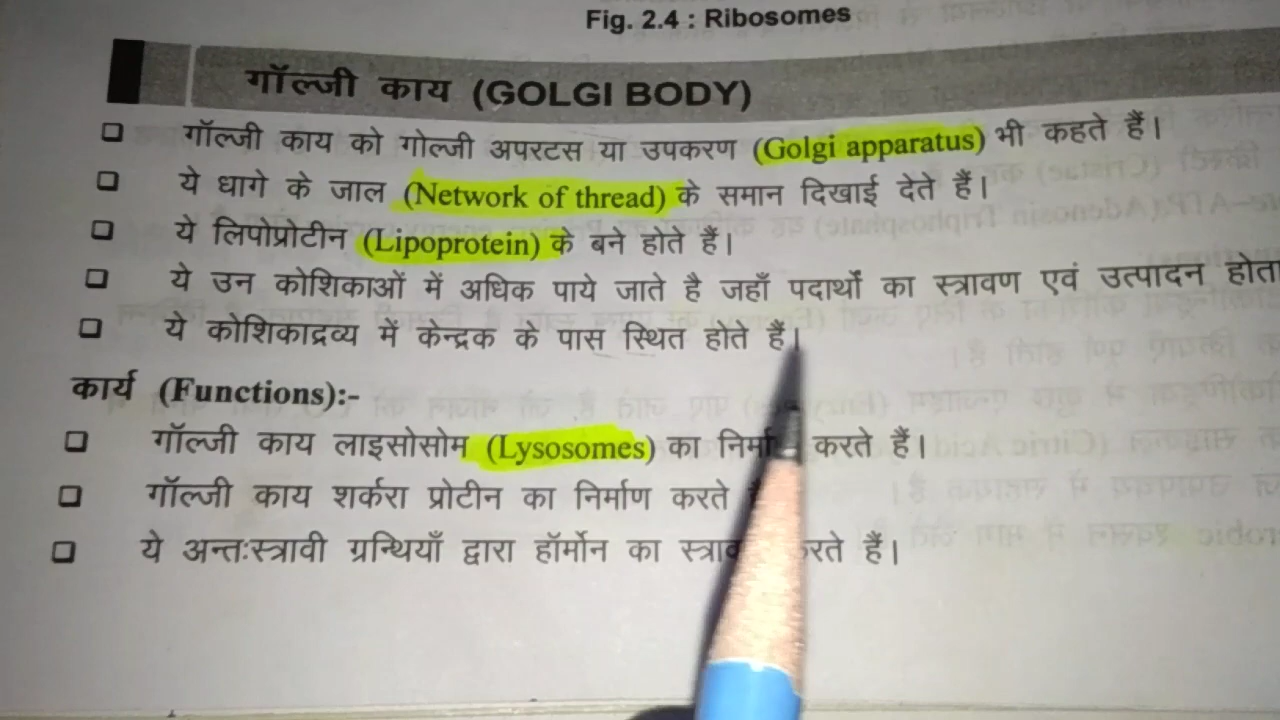 Fig. 2.4 : Ribosomes
गॉल्जी काय (GOLGI BODY)
गॉल्जी काय को गोल्जी अपरटस या उपकरण (Golgi apparatus) भी कहते हैं।
ये धागे के जाल (Network of thread) के समान दिखाई देते हैं।
ये लिपोप्रोटीन (Lipoprotein) के बने होते हैं।
ये उन कोशिकाओं में अधिक पाये जाते है जहाँ पदार्थों का स्त्रावण एवं उत्पादन होता
ये कोशिकाद्रव्य में केन्द्रक के पास स्थित होते हैं।
कार्य (Functions):-
गॉल्जी काय लाइसोसोम (Lysosomes) का करते हैं।
गॉल्जी काय शर्करा प्रोटीन का निर्माण करते
ये अन्तःस्त्रावी ग्रन्थियाँ द्वारा हॉर्मोन का हैं।